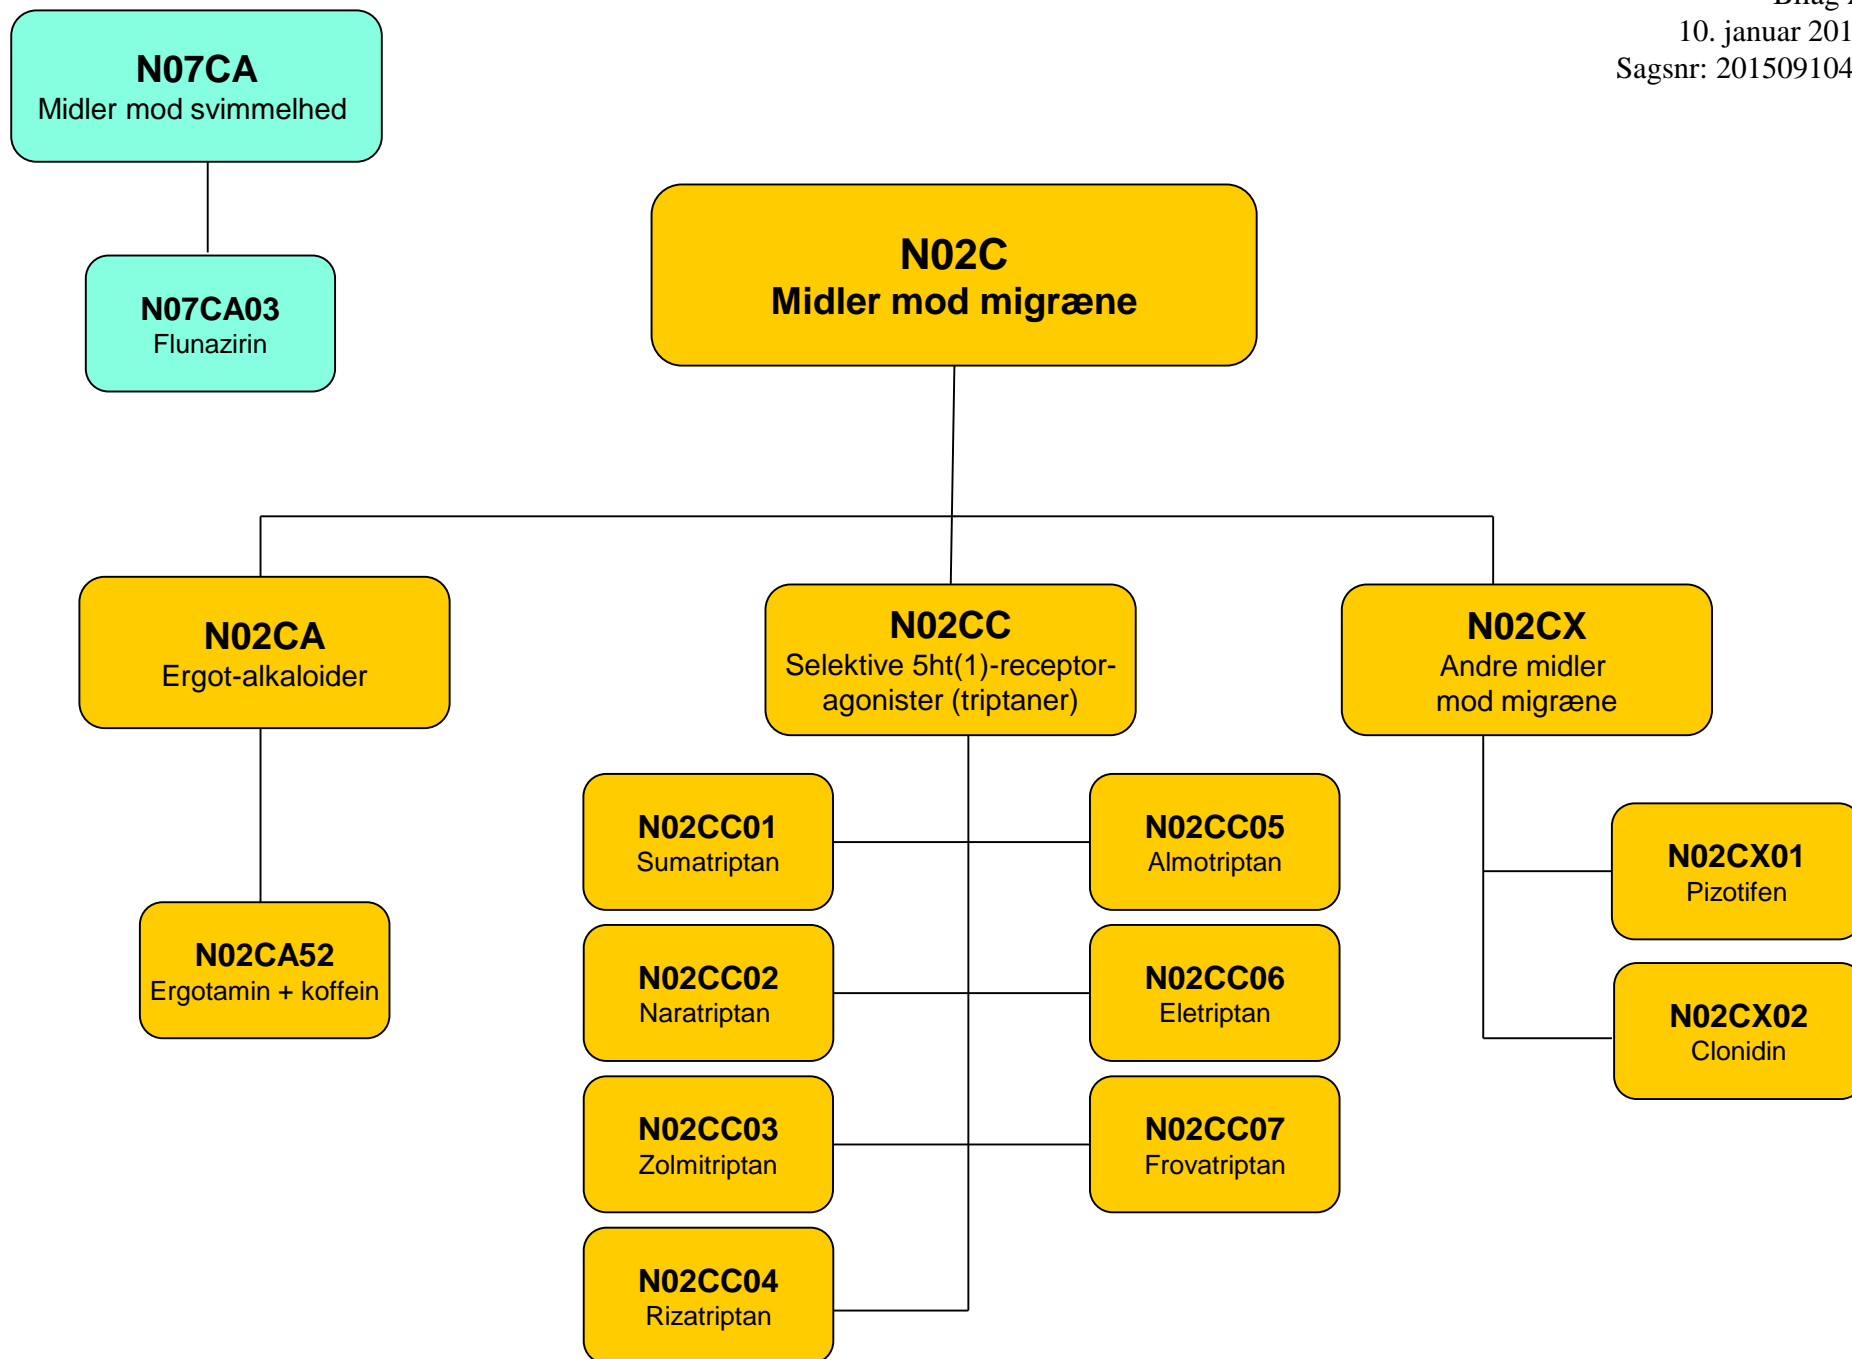 Bilag
10. januar 201
Sagsnr: 201509104
N07CA
Midler mod svimmelhed
N07CA03
Flunazirin
N02C
Midler mod migræne
N02CA
Ergot-alkaloider
N02CA52
Ergotamin + koffein
N02CC
Selektive 5ht(1)-receptor-
agonister (triptaner)
N02CC01
Sumatriptan
N02CC02
Naratriptan
N02CC03
Zolmitriptan
N02CC04
Rizatriptan
N02CC05
Almotriptan
N02CC06
Eletriptan
N02CC07
Frovatriptan
N02CX
Andre midler
mod migræne
N02CX01
Pizotifen
N02CX02
Clonidin